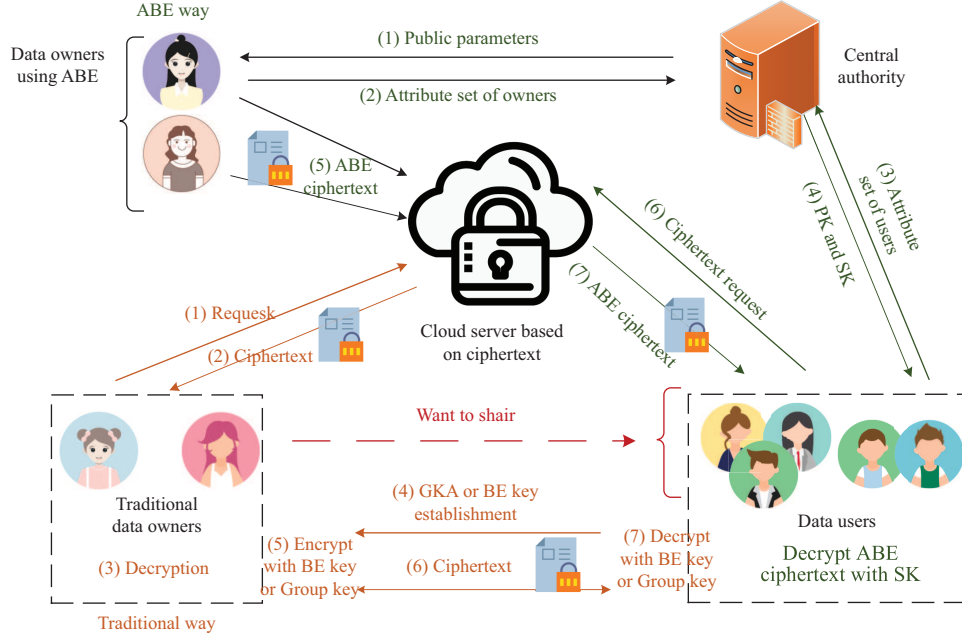 ABE way
Data owners
using ABE
(1) Public parameters
(2) Attribute set of owners
Central
authority
(5) ABE
ciphertext
(3) Attribute
set of users
(4) PK and SK
(6) Ciphertext request
(7) ABE ciphertext
(1) Requesk
(2) Ciphertext
Cloud server based
on ciphertext
Want to shair
Traditional
data owners
(3) Decryption
(4) GKA or BE key
establishment
(5) Encrypt
with BE key
or Group key
(6) Ciphertext
(7) Decrypt
with BE key
or Group key
Data users
Decrypt ABE
ciphertext with SK
Traditional way